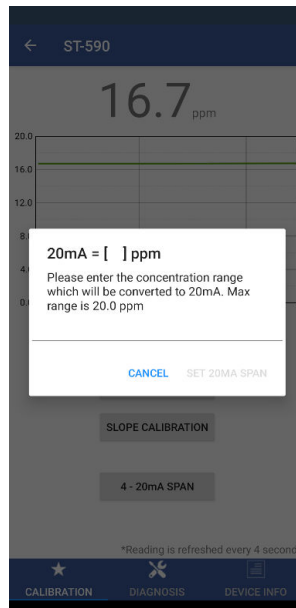 ST-590
16.7 ppm
20.0
16.0
12.0
8.
4.
0.
20mA = [ ] ppm
Please enter the concentration range
which will be converted to 20mA. Max
range is 20.0 ppm
CANCEL SET 20MA SPAN
SLOPE CALIBRATION
4 - 20mA SPAN
*Reading is refreshed every 4 second
CALIBRATION DIAGNOSIS DEVICE INFO